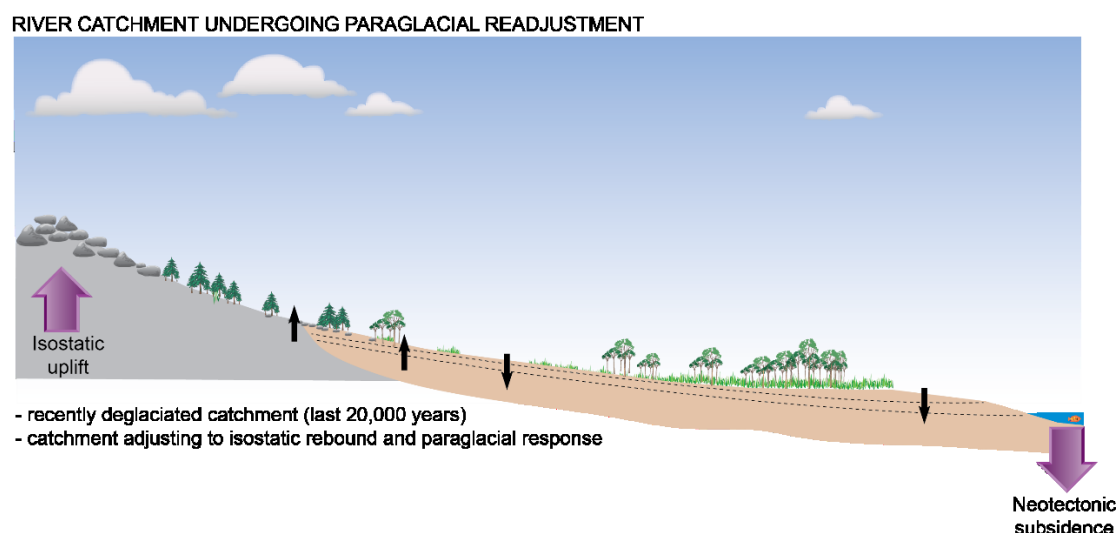 RIVER CATCHMENT UNDERGOING PARAGLACIAL READJUSTMENT
Isostatic
uplift
- recently deglaciated catchment (last 20,000 years)
- catchment adjusting to isostatic rebound and paraglacial response
Neotectonic
subsidence